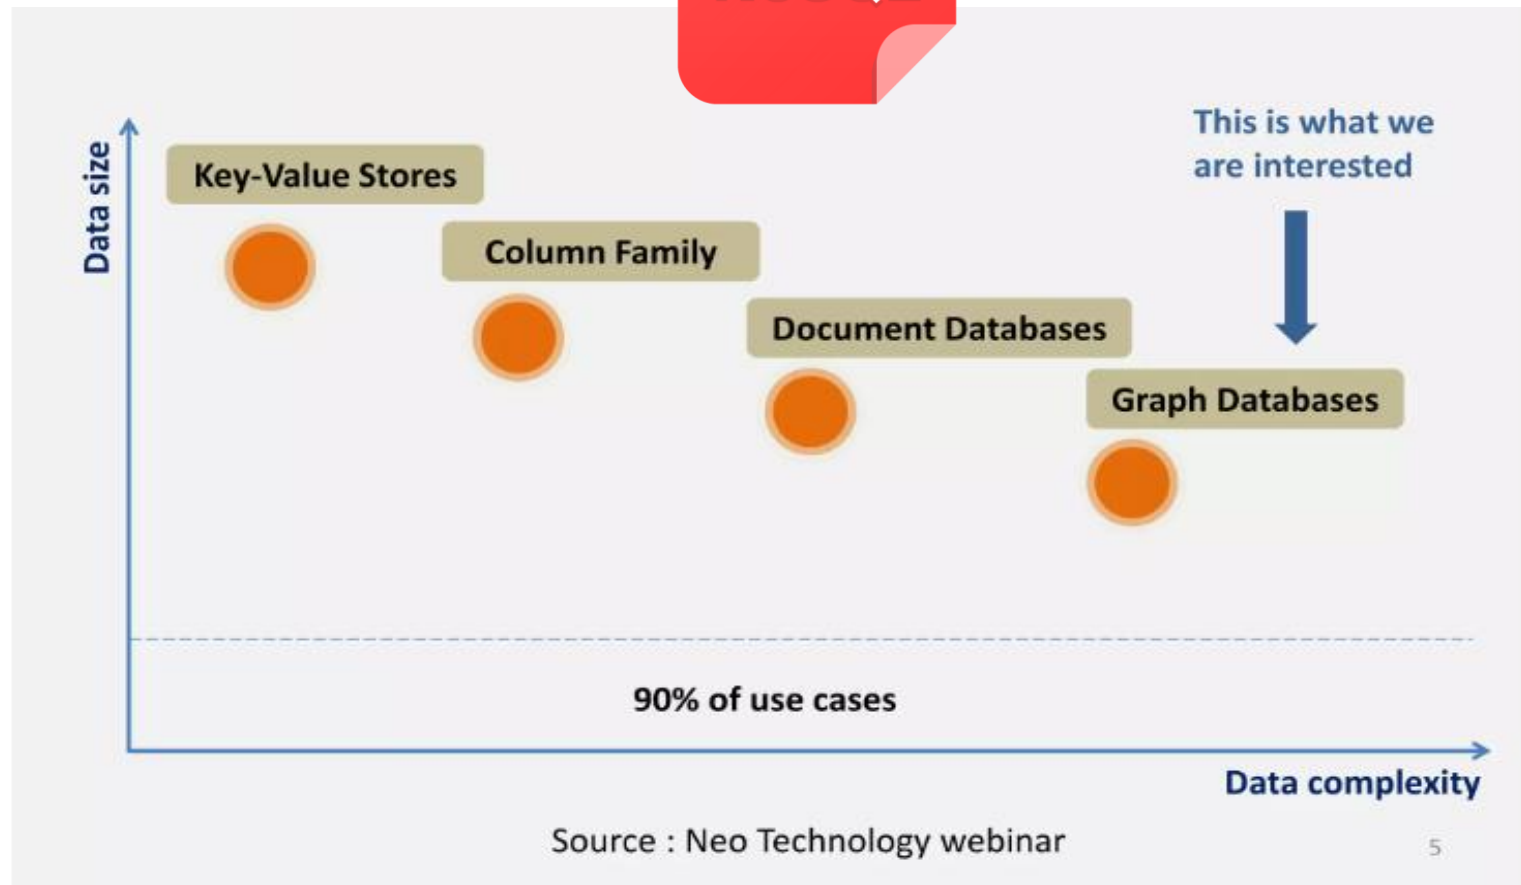 This is what we
are interested
Data size
Key-Value Stores
Column Family
Document Databases
Graph Databases
90% of use cases
Data complexity
Source : Neo Technology webinar
5